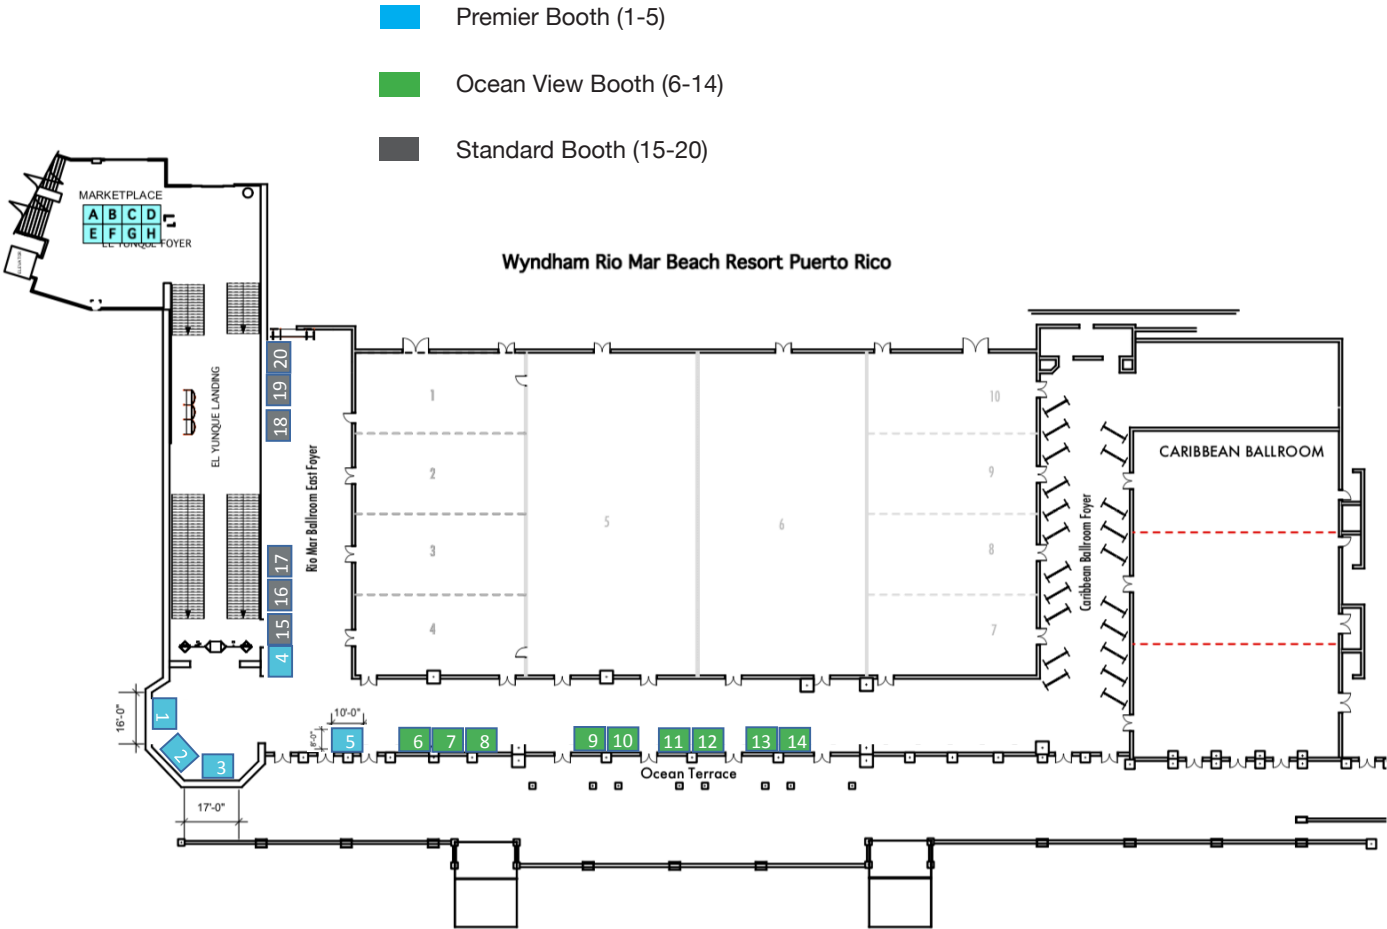 Premier Booth (1-5)
Ocean View Booth (6-14)
Standard Booth (15-20)
MARKETPLACE
A B C D
E F G H
EL YUNQUE FOYER
Wyndham Rio Mar Beach Resort Puerto Rico
20
19
18
EL YUNQUE LANDING
Rio Mar Ballroom East Foyer
17
16
15
4
1
2
3
4
5
6
10
9
8
7
Caribbean Ballroom Foyer
CARIBBEAN BALLROOM
16'-0"
1
2
3
17'-0"
10'-0"
8'-0"
5
6 7 8
9 10
11 12
13 14
Ocean Terrace